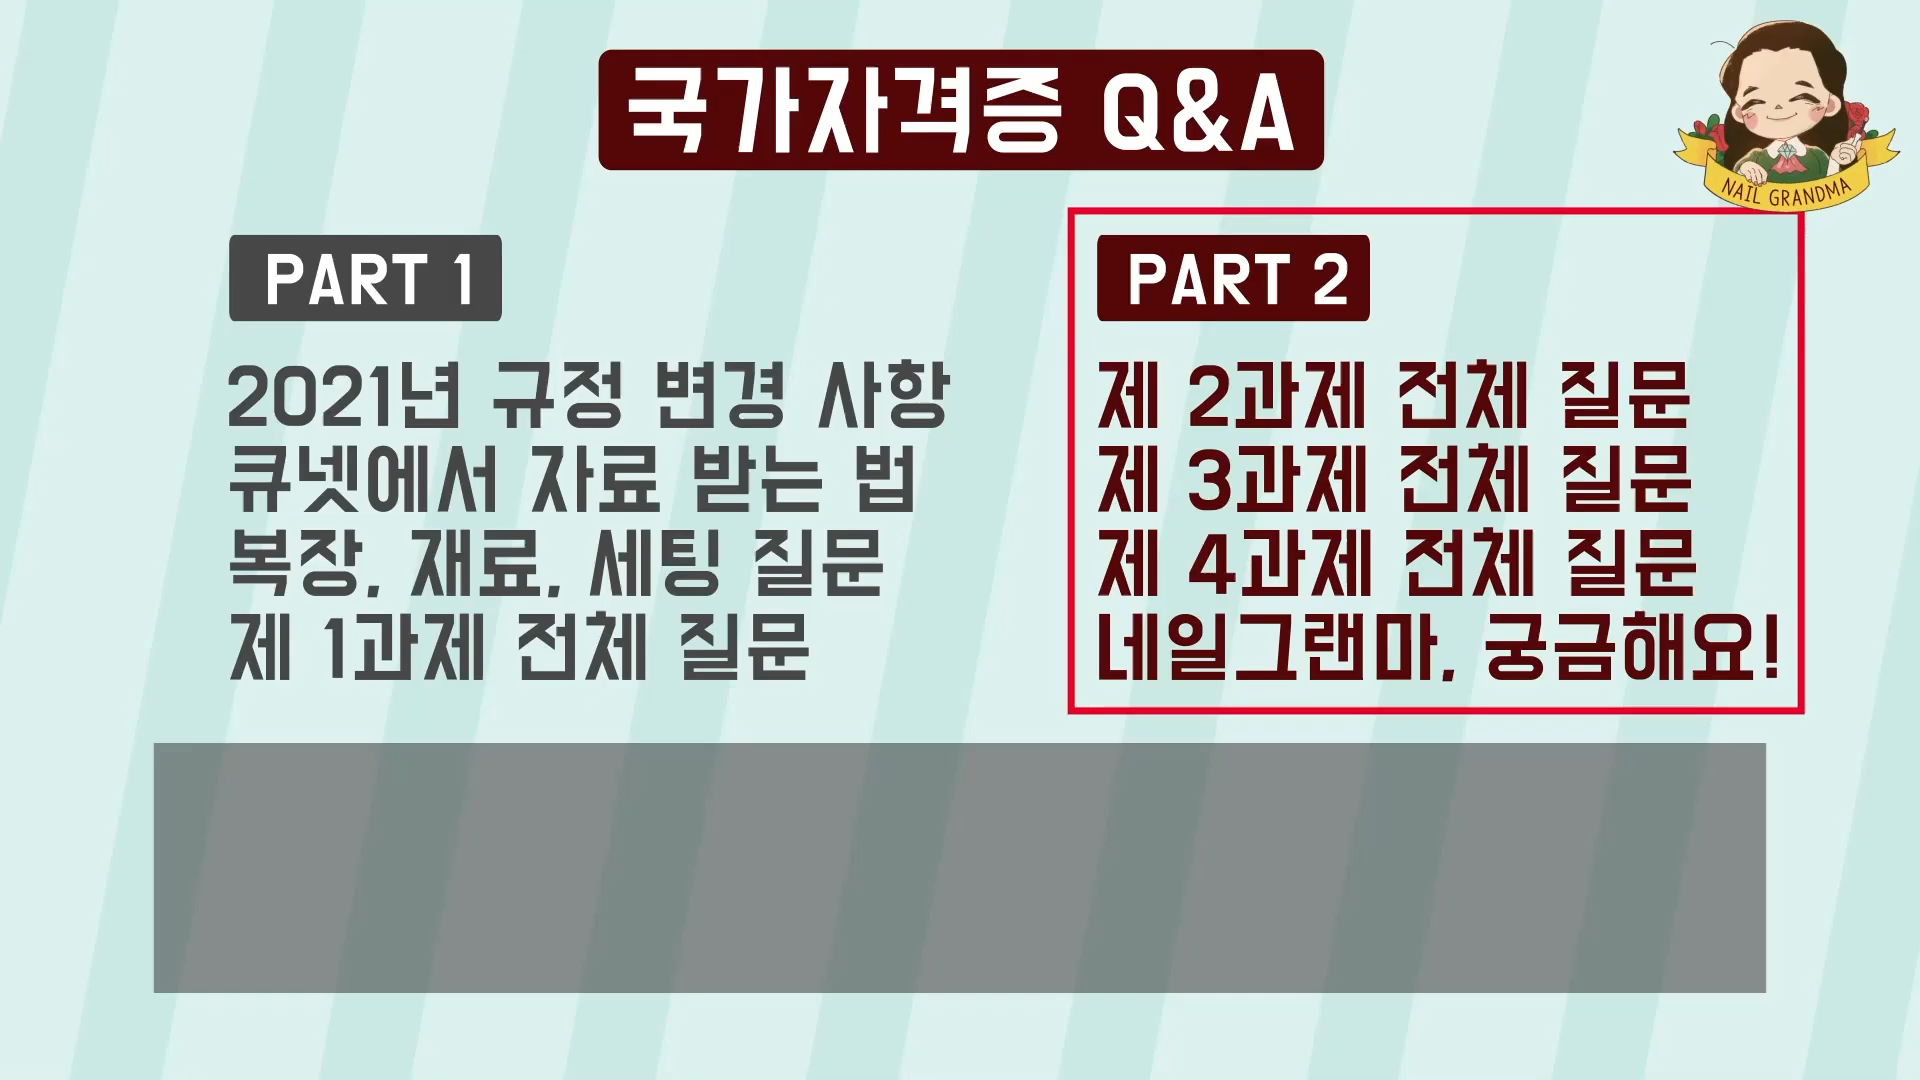 국가자격증 Q&A
NAIL GRANDMA
PART 1
2021년 규정 변경 사항
큐넷에서 자료 받는 법
복장, 재료, 세팅 질문
제 1과제 전체 질문
PART 2
제 2과제 전체 질문
제 3과제 전체 질문
제 4과제 전체 질문
네일그랜마, 궁금해요!